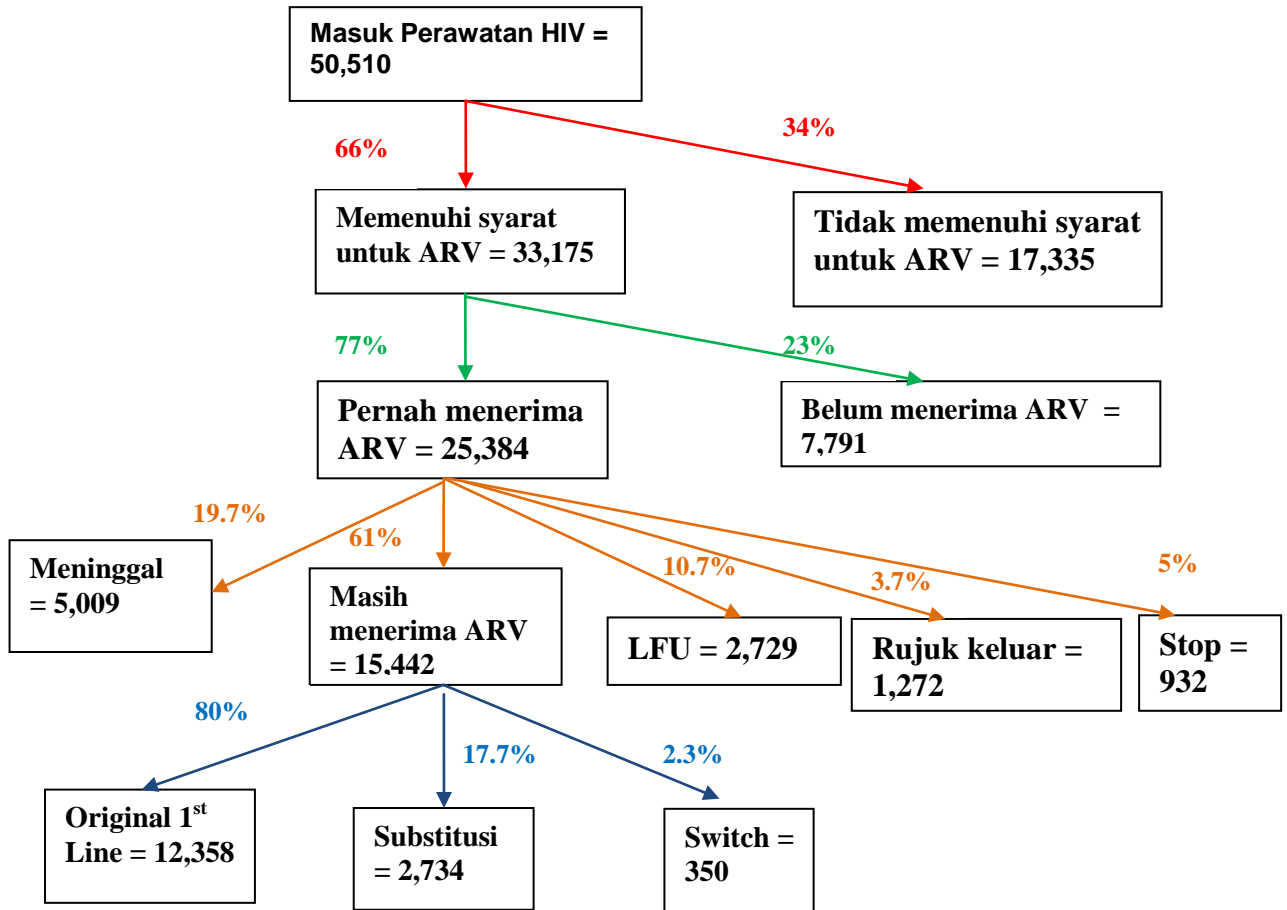 Masuk Perawatan HIV =
50,510
66%
34%
Memenuhi syarat
untuk ARV = 33,175
Tidak memenuhi syarat
untuk ARV = 17,335
77%
23%
Pernah menerima
ARV = 25,384
Belum menerima ARV =
7,791
19.7%
61%
10.7%
3.7%
5%
Meninggal
= 5,009
Masih
menerima ARV
= 15,442
LFU = 2,729
Rujuk keluar =
1,272
Stop =
932
80%
17.7%
2.3%
Original 1st
Line = 12,358
Substitusi
= 2,734
Switch =
350